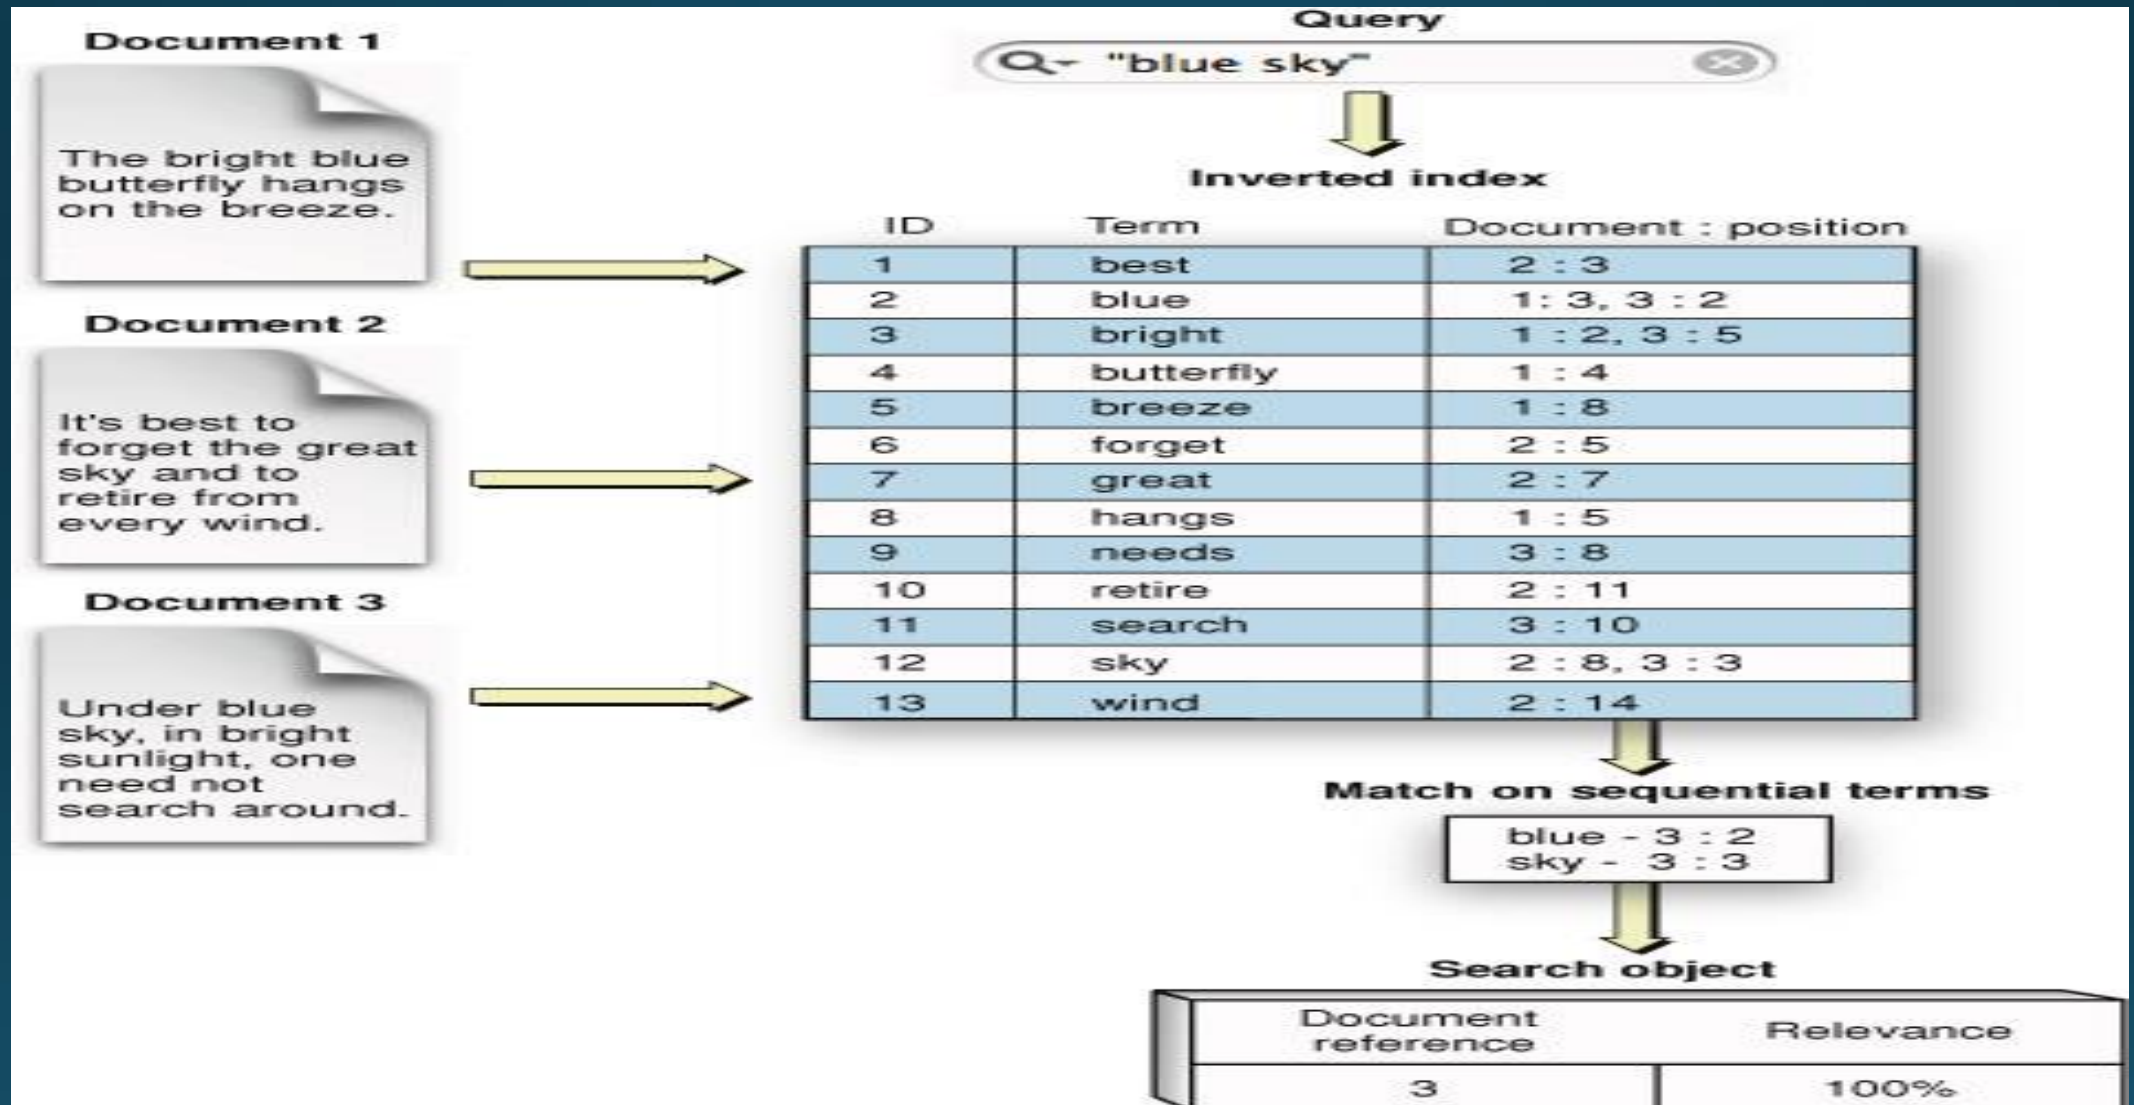 Document 1
The bright blue
butterfly hangs
on the breeze.
Document 2
It's best to
forget the great
sky and to
retire from
every wind.
Document 3
Under blue
sky, in bright
sunlight, one
need not
search around.
Query
"blue sky"
Inverted index
ID Term Document : position
1 best 2 : 3
2 blue 1: 3, 3 : 2
3 bright 1 : 2, 3 : 5
4 butterfly 1 : 4
5 breeze 1 : 8
6 forget 2 : 5
7 great 2 : 7
8 hangs 1 : 5
9 needs 3 : 8
10 retire 2 : 11
11 search 3 : 10
12 sky 2 : 8, 3 : 3
13 wind 2 : 14
Match on sequential terms
blue - 3 : 2
sky - 3 : 3
Search object
Document
reference
Relevance
3 100%